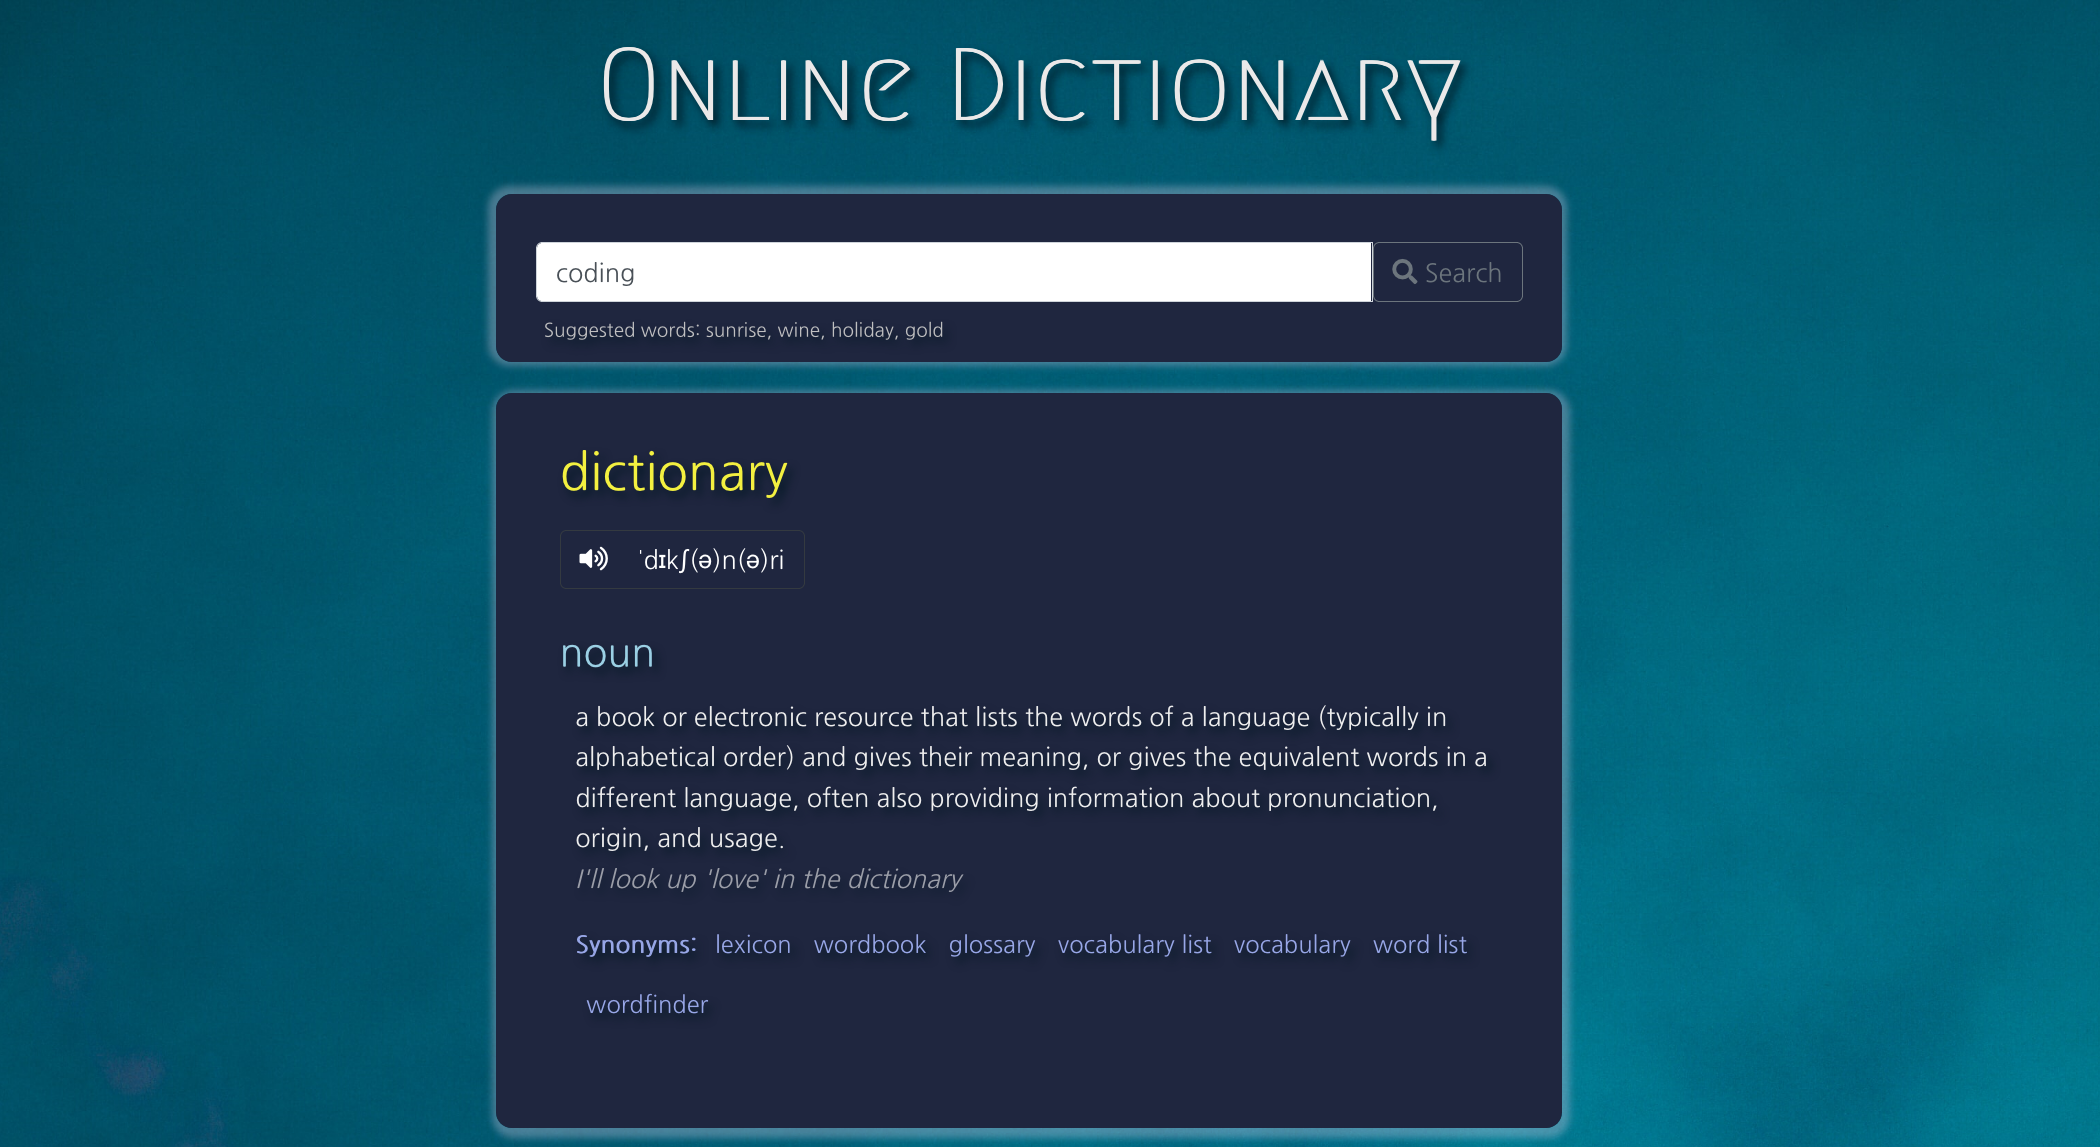 Online Dictionary
coding
Search
Suggested words: sunrise, wine, holiday, gold
dictionary
ˈdɪkʃ(ə)n(ə)ri
noun
a book or electronic resource that lists the words of a language (typically in
alphabetical order) and gives their meaning, or gives the equivalent words in a
different language, often also providing information about pronunciation,
origin, and usage.
I'll look up 'love' in the dictionary
Synonyms: lexicon wordbook glossary vocabulary list vocabulary word list
wordfinder